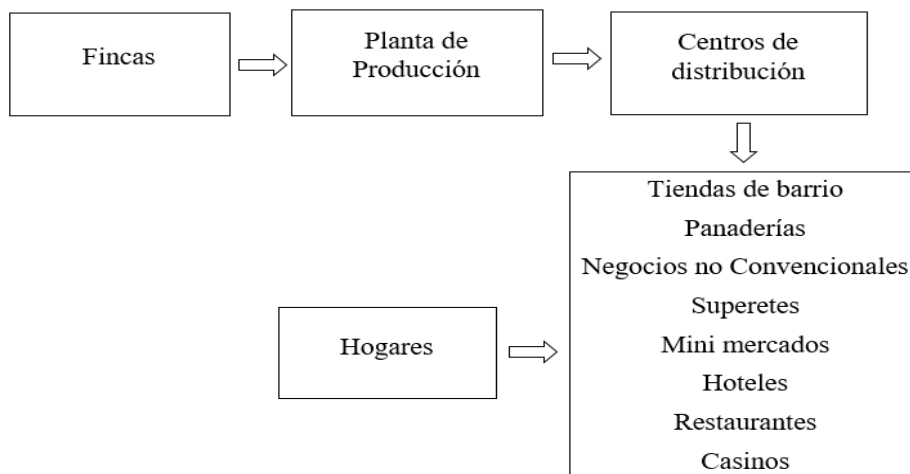 Fincas
Planta de
Producción
Centros de
distribución
Tiendas de barrio
Panaderías
Negocios no Convencionales
Superetes
Mini mercados
Hoteles
Restaurantes
Casinos
Hogares